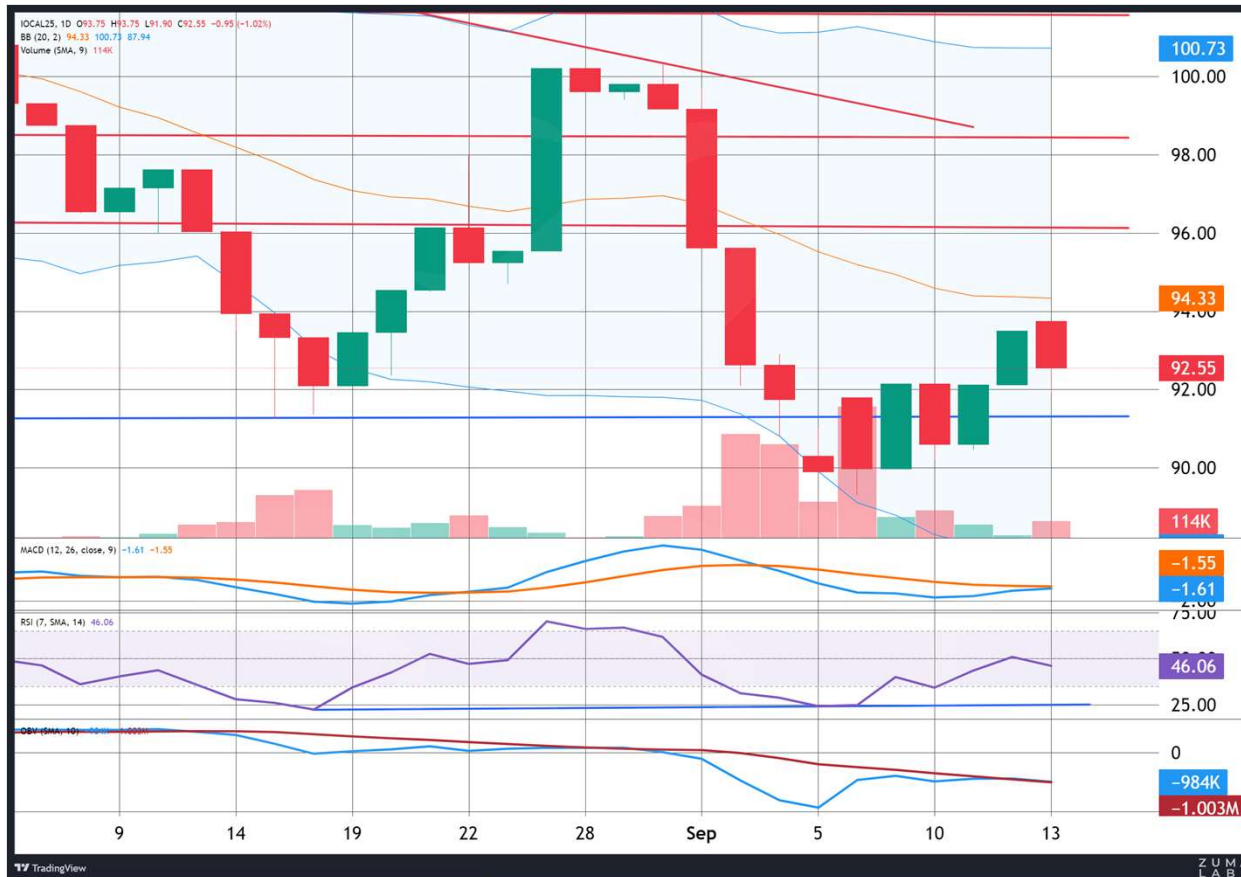 IOCAL25, 1D O93.75 H93.75 L91.90 C92.55 −0.95 (−1.02%)
BB (20, 2) 94.33 100.73 87.94
Volume (SMA, 9) 114K
100.73
100.00
98.00
96.00
94.33
94.00
92.55
92.00
90.00
114K
MACD (12, 26, close, 9) −1.61 −1.55
−1.55
−1.61
75.00
RSI (7, SMA, 14) 46.06
46.06
25.00
OBV (SMA, 10)
0
−984K
−1.003M
9 14 19 22 28 Sep 5 10 13
TradingView
ZUM
LAB